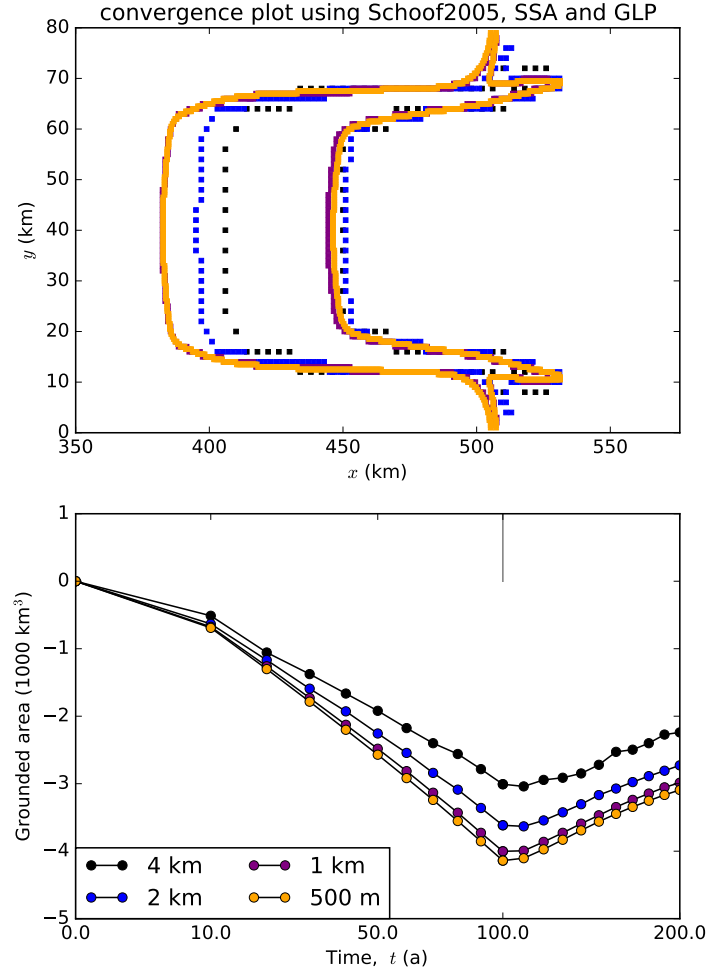 convergence plot using Schoof2005, SSA and GLP
80
70
60
50
40
30
20
10
0
y (km)
350 400 450 500 550
x (km)
1
0
−1
−2
−3
−4
−5
Grounded area (1000 km³)
4 km 1 km
2 km 500 m
0.0 10.0 50.0 100.0 200.0
Time, t (a)